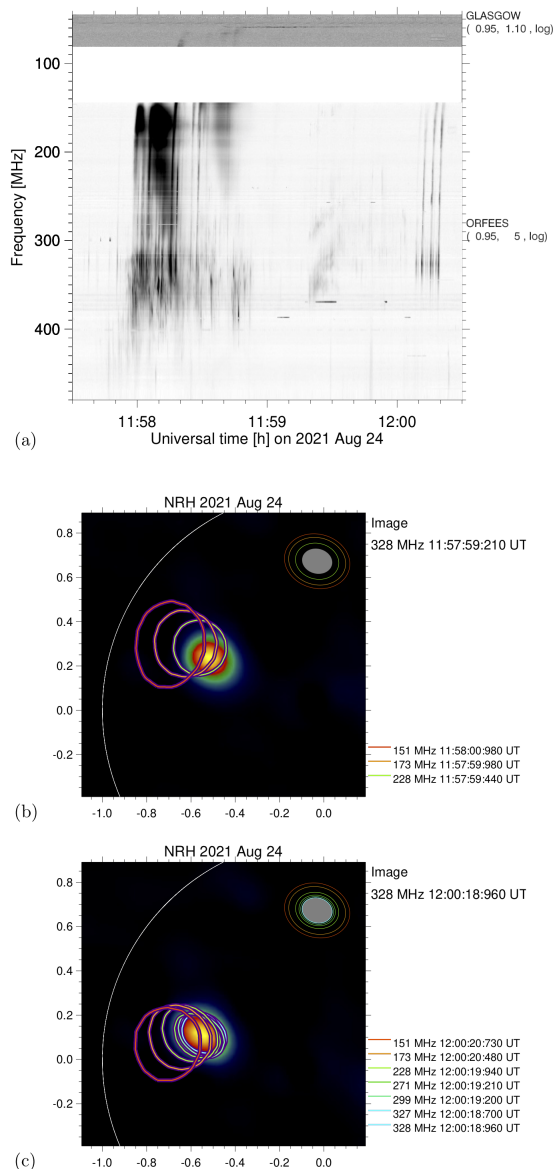 GLASGOW
( 0.95, 1.10 , log)
100
200
Frequency [MHz]
300
ORFEES
( 0.95, 5 , log)
400
11:58
11:59
12:00
(a)
Universal time [h] on 2021 Aug 24
NRH 2021 Aug 24
Image
328 MHz 11:57:59:210 UT
0.8
0.6
0.4
0.2
0.0
-0.2
151 MHz 11:58:00:980 UT
173 MHz 11:57:59:980 UT
228 MHz 11:57:59:440 UT
(b)
-1.0 -0.8 -0.6 -0.4 -0.2 0.0
NRH 2021 Aug 24
Image
328 MHz 12:00:18:960 UT
0.8
0.6
0.4
0.2
0.0
-0.2
151 MHz 12:00:20:730 UT
173 MHz 12:00:20:480 UT
228 MHz 12:00:19:940 UT
271 MHz 12:00:19:210 UT
299 MHz 12:00:19:200 UT
327 MHz 12:00:18:700 UT
328 MHz 12:00:18:960 UT
(c)
-1.0 -0.8 -0.6 -0.4 -0.2 0.0